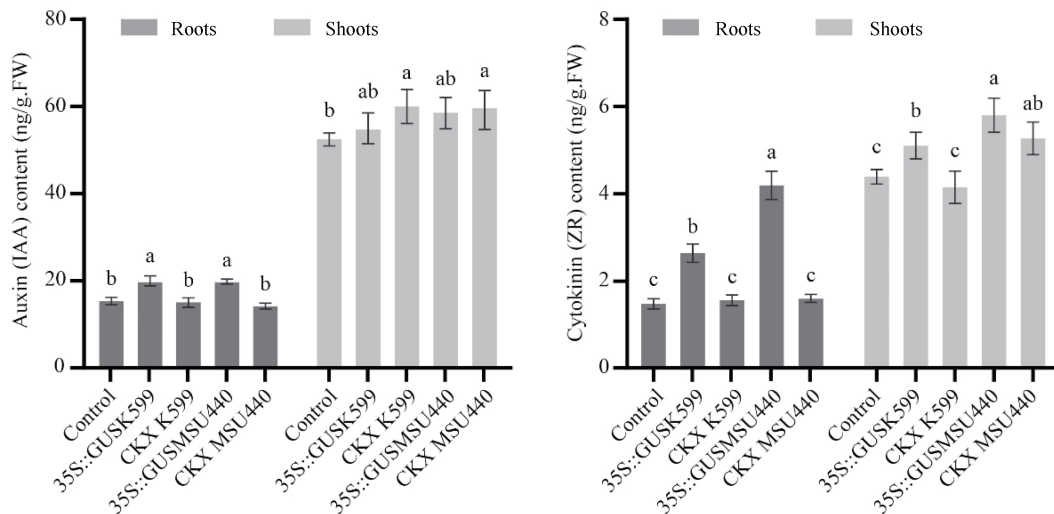 Auxin (IAA) content (ng/g.FW)
80
60
40
20
0
Roots
Shoots
b
a
b
a
b
b
ab
a
ab
a
Control
35S::GUSK599
CKX K599
35S::GUSMSU440
CKX MSU440
Control
35S::GUSK599
CKX K599
35S::GUSMSU440
CKX MSU440
Cytokinin (ZR) content (ng/g.FW)
8
6
4
2
0
Roots
Shoots
c
b
c
a
c
c
b
c
a
ab
Control
35S::GUSK599
CKX K599
35S::GUSMSU440
CKX MSU440
Control
35S::GUSK599
CKX K599
35S::GUSMSU440
CKX MSU440